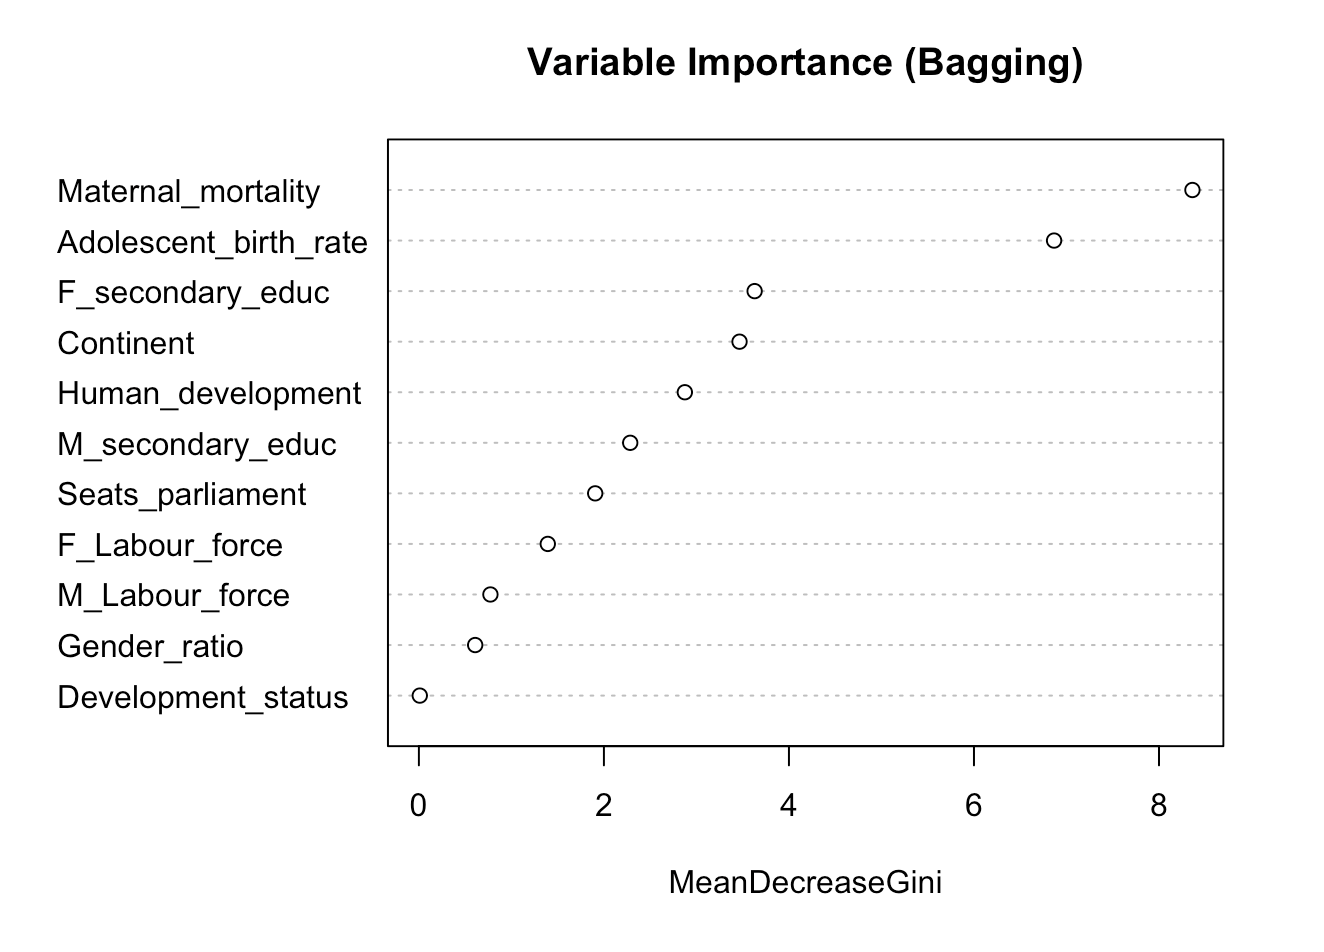 Variable Importance (Bagging)
Maternal_mortality
Adolescent_birth_rate
F_secondary_educ
Continent
Human_development
M_secondary_educ
Seats_parliament
F_Labour_force
M_Labour_force
Gender_ratio
Development_status
0 2 4 6 8
MeanDecreaseGini